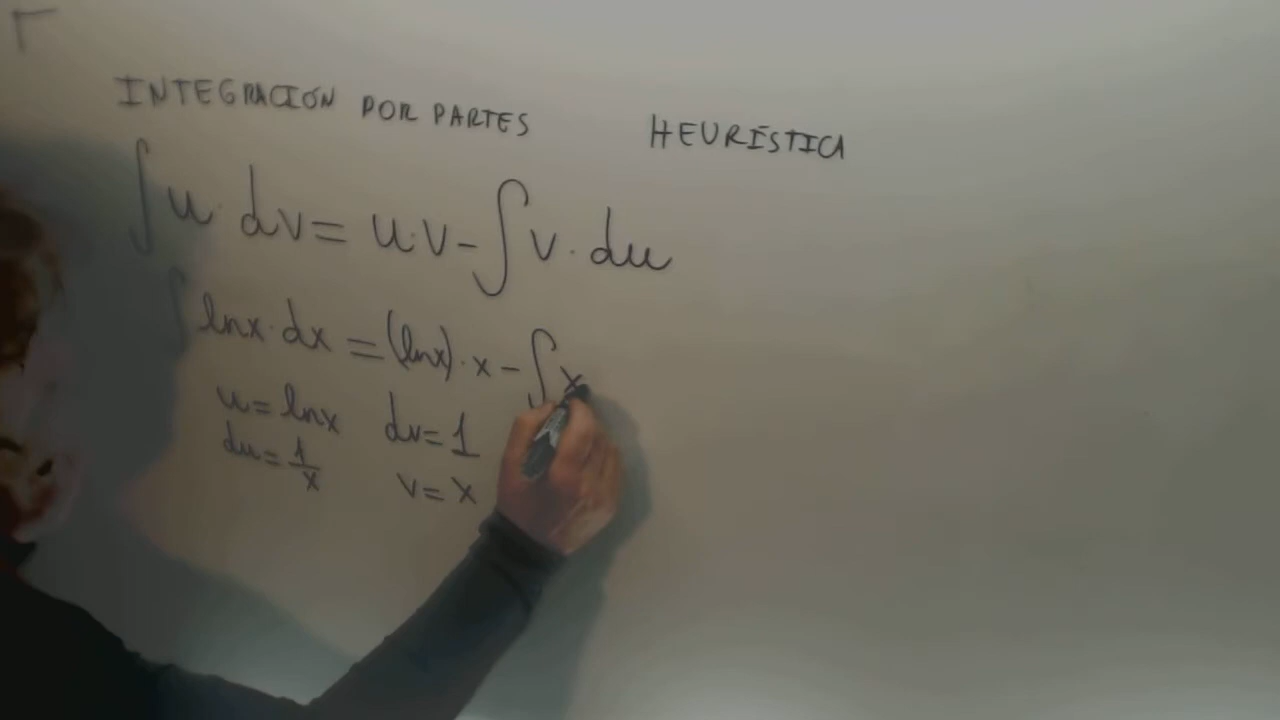 INTEGRACIÓN POR PARTES HEURÍSTICA
∫u·dv = u·v - ∫v·du
∫lnx·dx = (lnx)·x - ∫x
u = lnx dv = 1
du = 1/x v = x